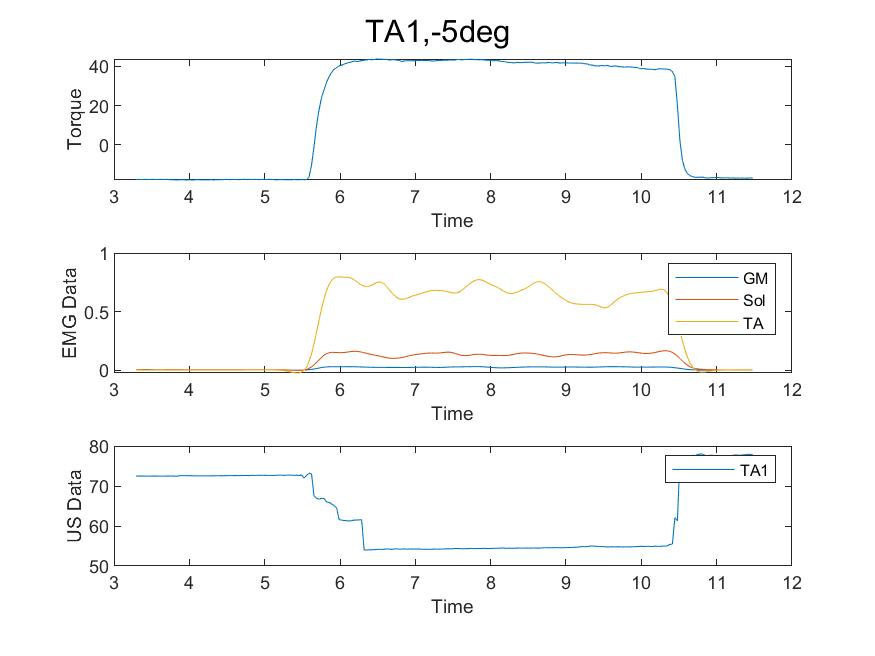 TA1,-5deg
40
20
0
Torque
3 4 5 6 7 8 9 10 11 12
Time
1
0.5
0
EMG Data
GM
Sol
TA
3 4 5 6 7 8 9 10 11 12
Time
80
70
60
50
US Data
TA1
3 4 5 6 7 8 9 10 11 12
Time